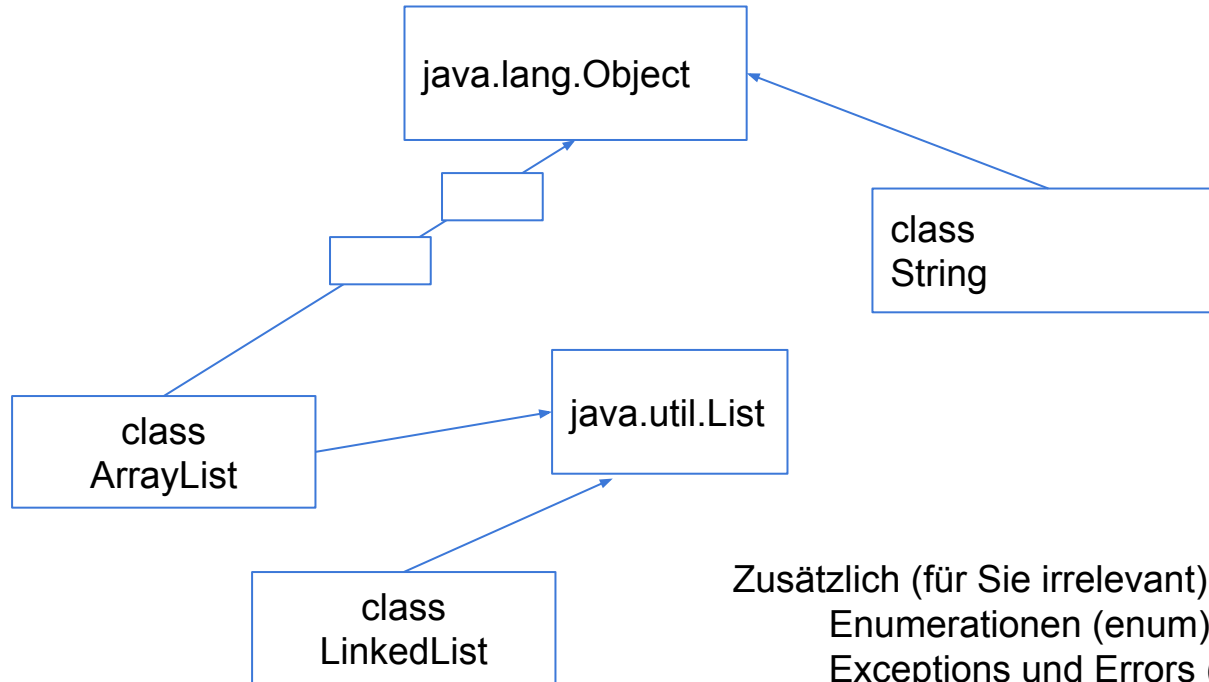 java.lang.Object
class
String
java.util.List
class
ArrayList
class
LinkedList
Zusätzlich (für Sie irrelevant)
Enumerationen (enum)
Exceptions und Errors (